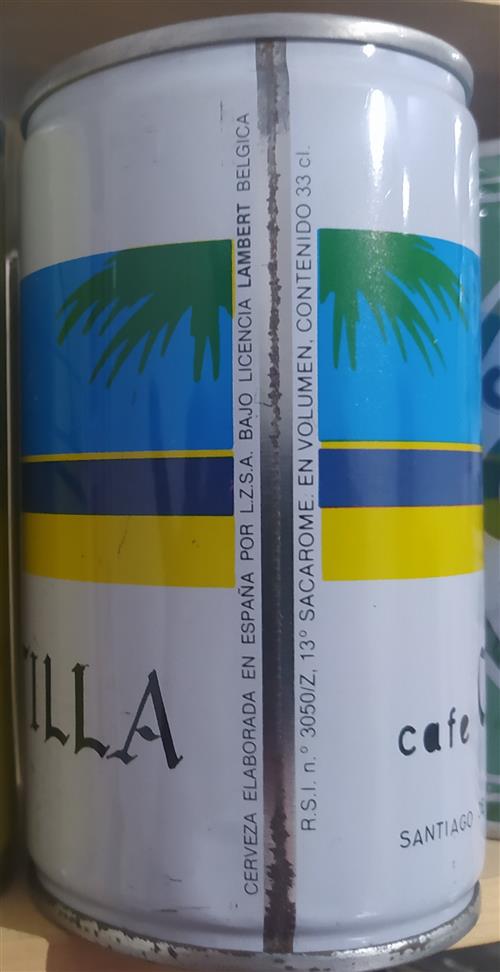 CERVEZA ELABORADA EN ESPAÑA POR L.Z.S.A. BAJO LICENCIA LAMBERT BELGICA
R.S.I. n.º 3050/Z, 13º SACAROME. EN VOLUMEN, CONTENIDO 33 cl.
ILLA
cafe
SANTIAGO